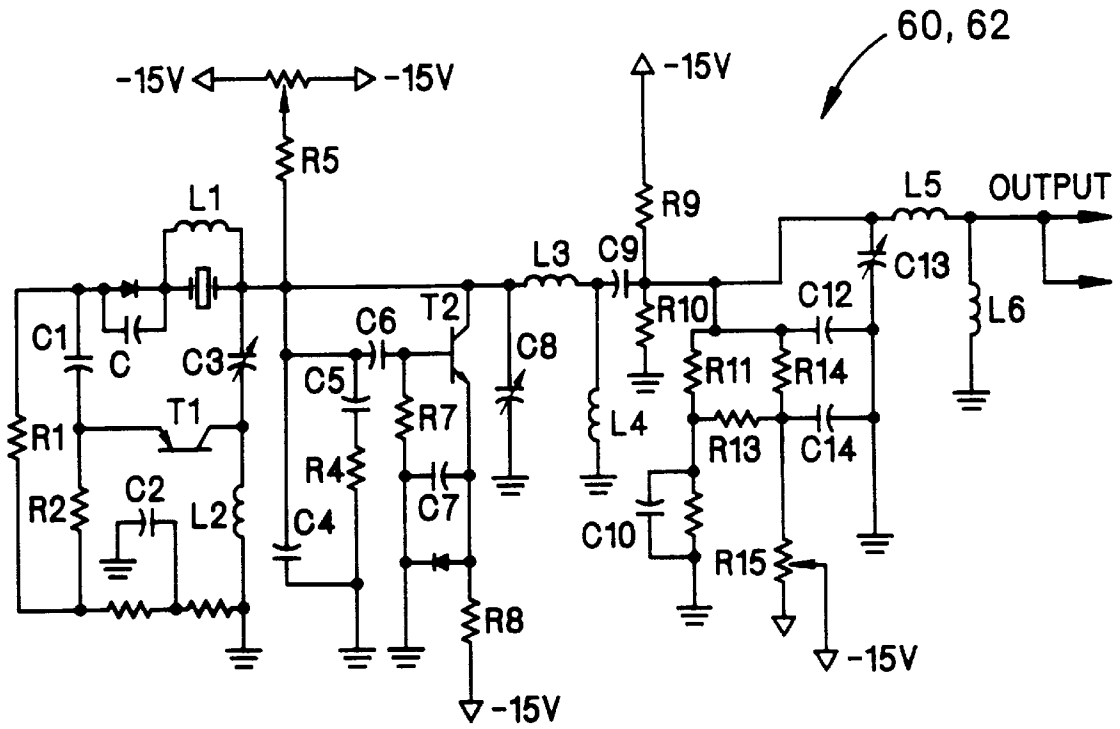 60, 62
-15V -15V
-15V
R5
L1
R9
L5
OUTPUT
L3
C9
C13
R10
C12
L6
T2
C6
C1
C
C3
C8
C5
R11
R14
T1
R7
L4
R1
R13
C14
R4
C2
C7
R2
L2
C4
C10
R15
R8
-15V
-15V